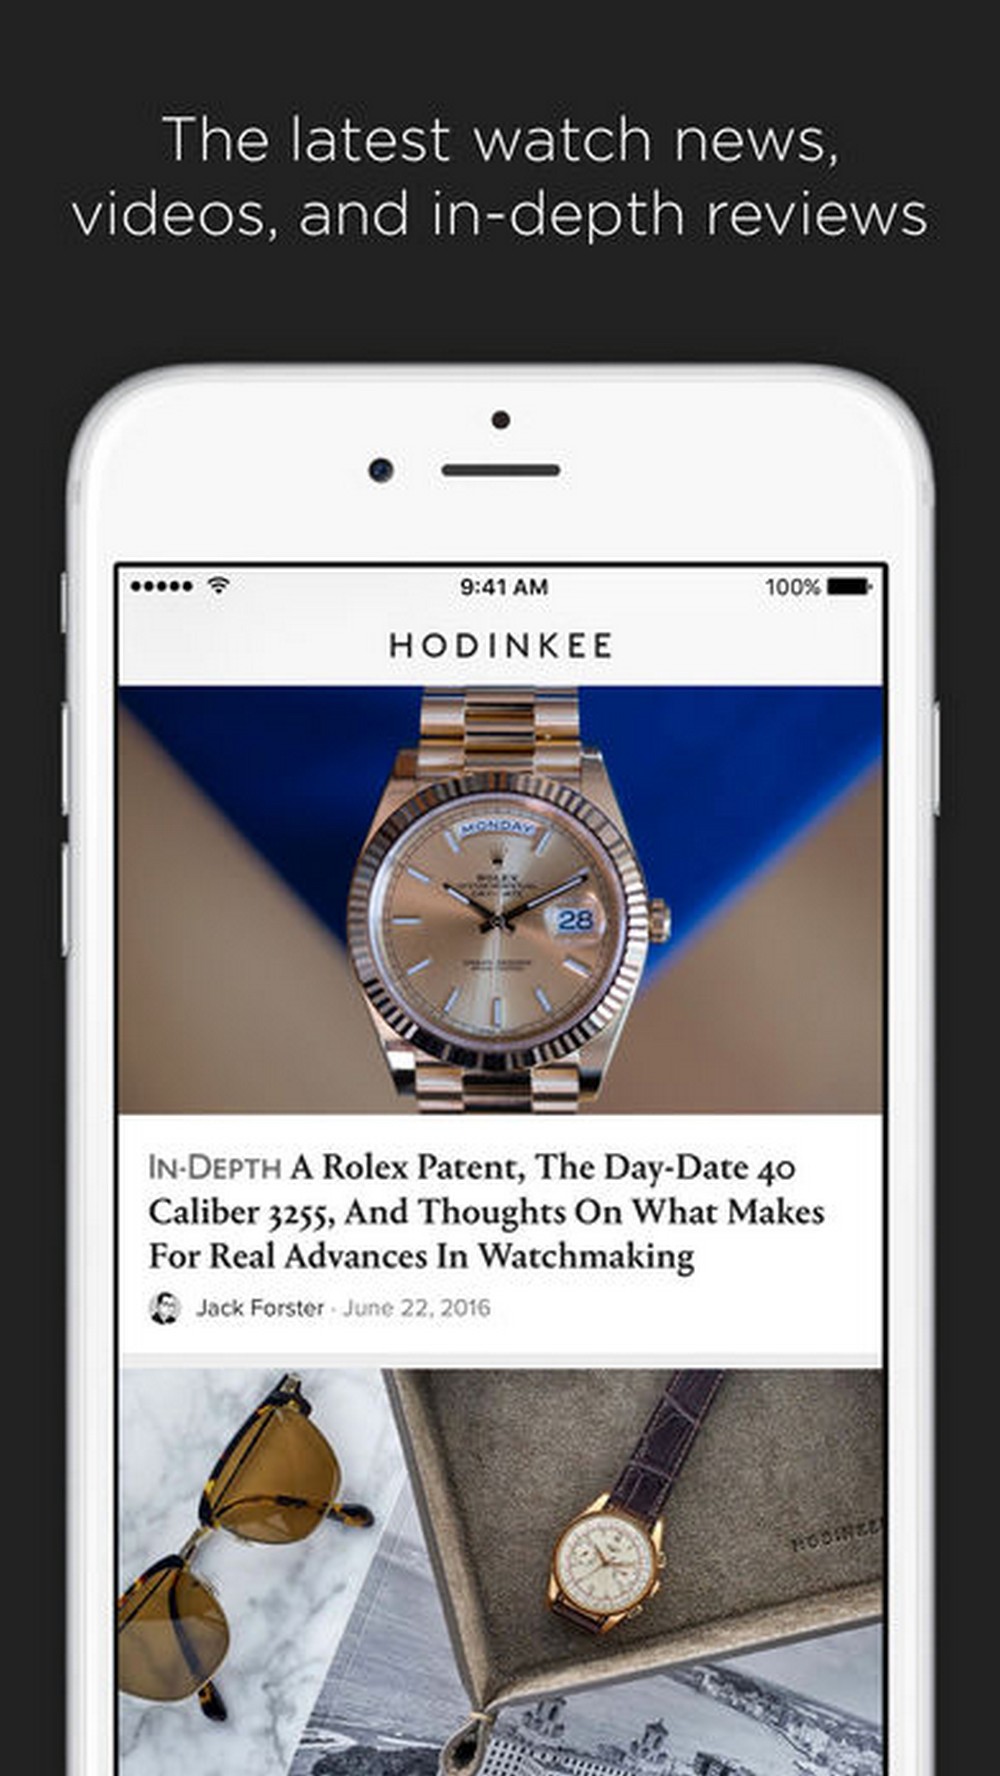 The latest watch news,
videos, and in-depth reviews
9:41 AM
100%
HODINKEE
MONDAY
ROLEX
28
IN-DEPTH A Rolex Patent, The Day-Date 40
Caliber 3255, And Thoughts On What Makes
For Real Advances In Watchmaking
Jack Forster · June 22, 2016
HODINKEE